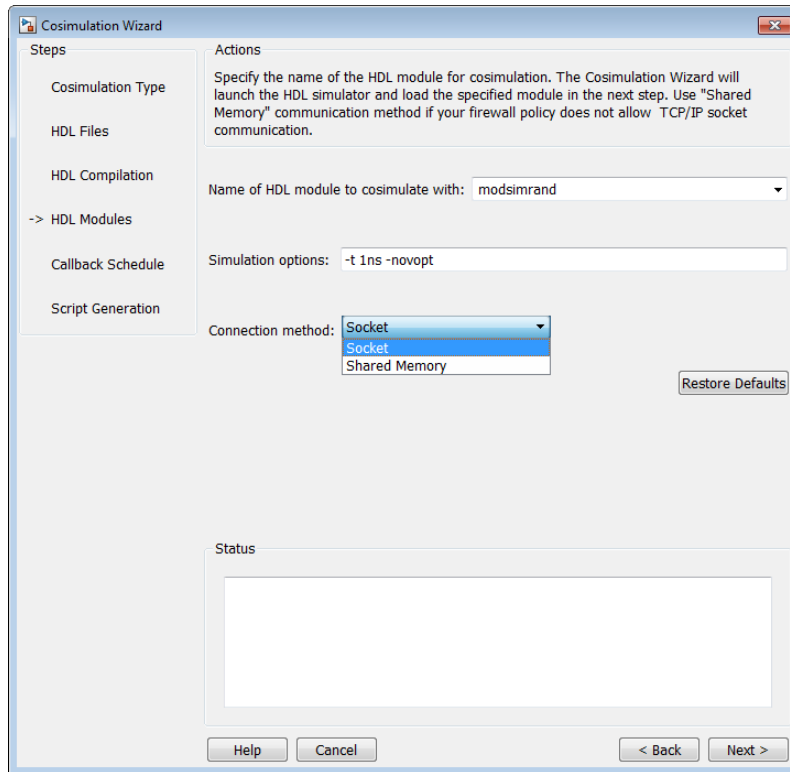 Cosimulation Wizard
Steps
Cosimulation Type
HDL Files
HDL Compilation
-> HDL Modules
Callback Schedule
Script Generation
Actions
Specify the name of the HDL module for cosimulation. The Cosimulation Wizard will
launch the HDL simulator and load the specified module in the next step. Use "Shared
Memory" communication method if your firewall policy does not allow TCP/IP socket
communication.
Name of HDL module to cosimulate with: modsimrand
Simulation options: -t 1ns -novopt
Connection method: Socket
Socket
Shared Memory
Restore Defaults
Status
Help Cancel < Back Next >